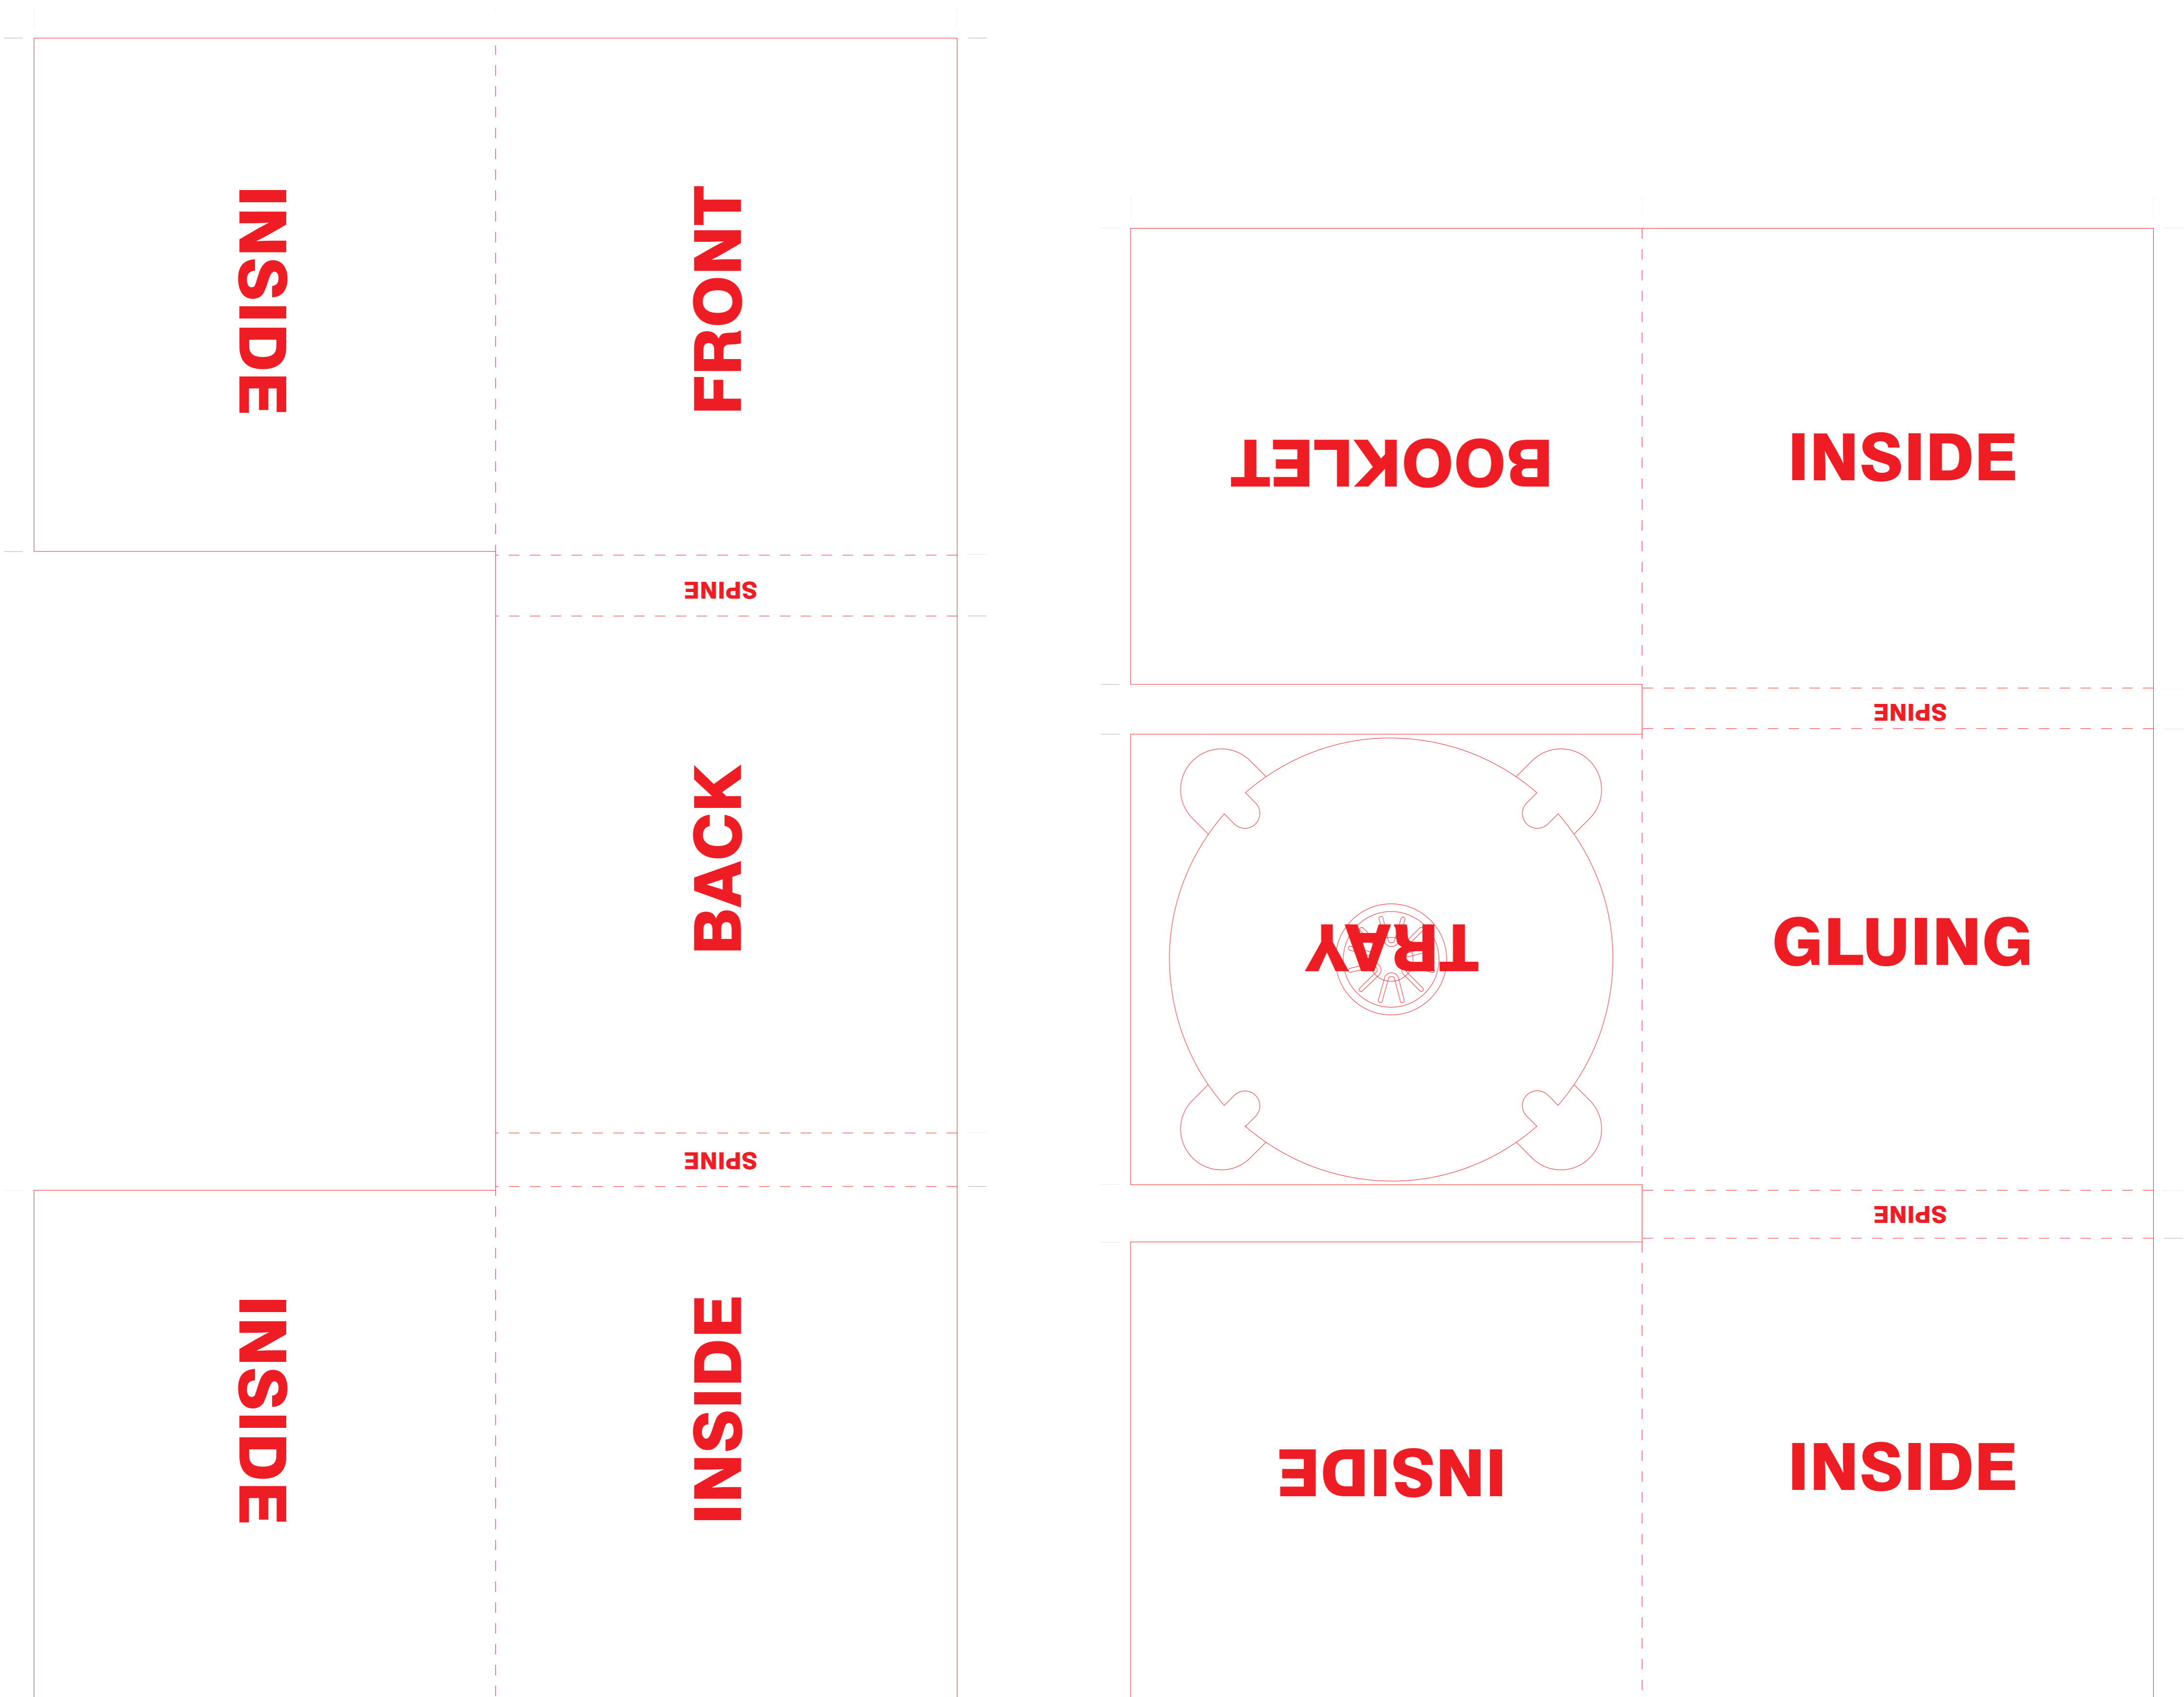 INSIDE
FRONT
SPINE
BACK
SPINE
INSIDE
INSIDE
BOOKLET
INSIDE
SPINE
TRAY
GLUING
SPINE
INSIDE
INSIDE